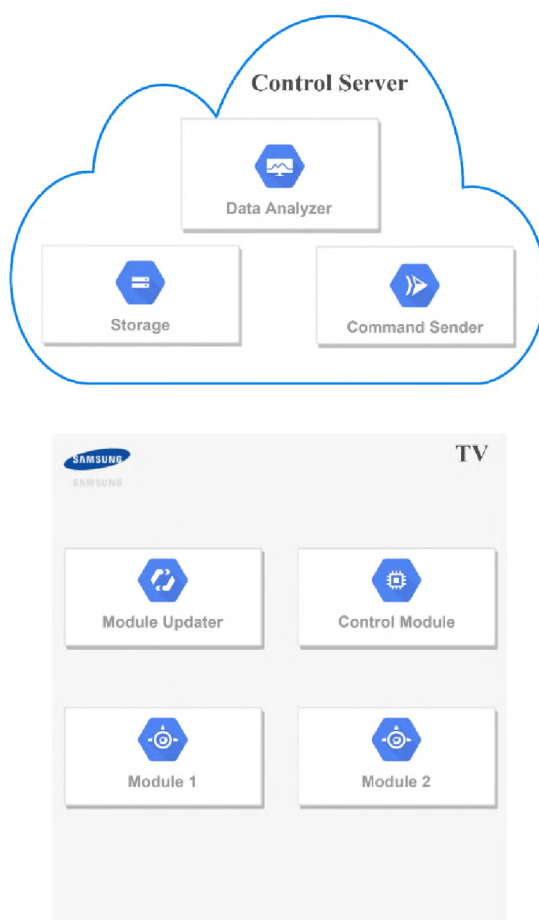 Control Server
Data Analyzer
Storage
Command Sender
SAMSUNG
TV
SAMSUNG
Module Updater
Control Module
Module 1
Module 2